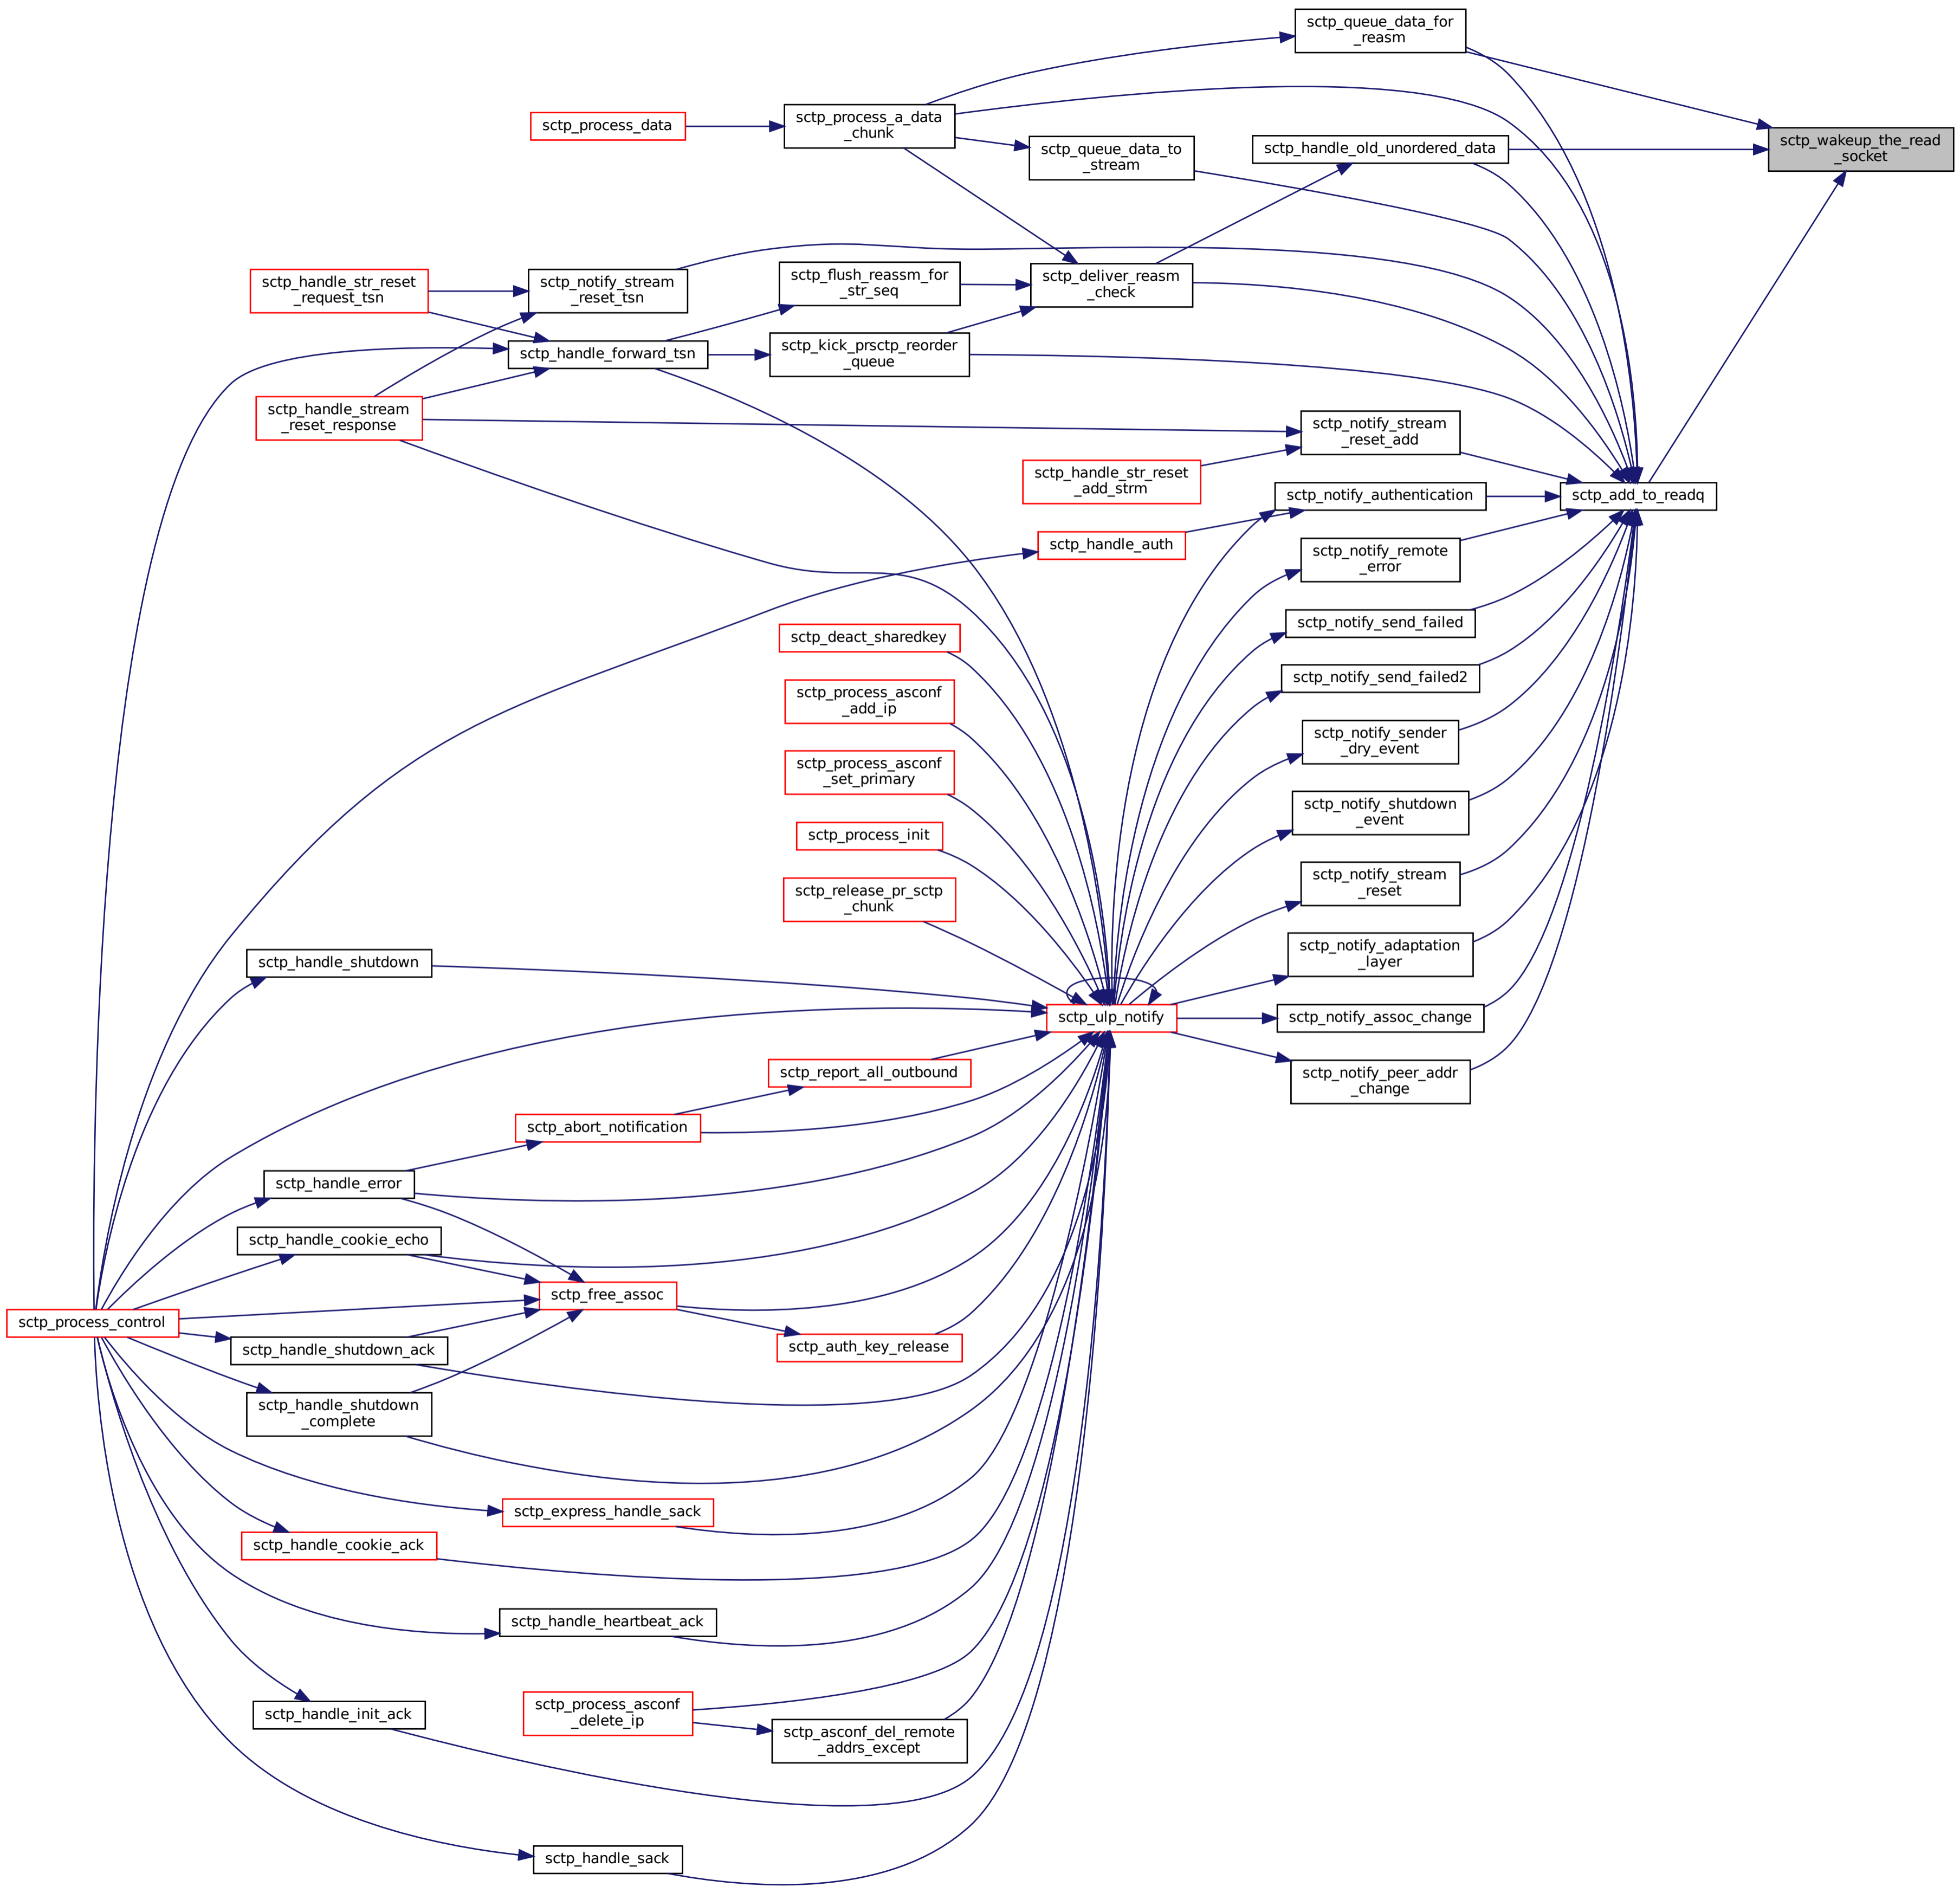 sctp_queue_data_for
_reasm
sctp_process_data
sctp_process_a_data
_chunk
sctp_queue_data_to
_stream
sctp_handle_old_unordered_data
sctp_wakeup_the_read
_socket
sctp_handle_str_reset
_request_tsn
sctp_notify_stream
_reset_tsn
sctp_flush_reassm_for
_str_seq
sctp_deliver_reasm
_check
sctp_handle_forward_tsn
sctp_kick_prsctp_reorder
_queue
sctp_handle_stream
_reset_response
sctp_notify_stream
_reset_add
sctp_handle_str_reset
_add_strm
sctp_notify_authentication
sctp_add_to_readq
sctp_handle_auth
sctp_notify_remote
_error
sctp_notify_send_failed
sctp_deact_sharedkey
sctp_notify_send_failed2
sctp_process_asconf
_add_ip
sctp_notify_sender
_dry_event
sctp_process_asconf
_set_primary
sctp_notify_shutdown
_event
sctp_process_init
sctp_notify_stream
_reset
sctp_release_pr_sctp
_chunk
sctp_notify_adaptation
_layer
sctp_handle_shutdown
sctp_ulp_notify
sctp_notify_assoc_change
sctp_report_all_outbound
sctp_notify_peer_addr
_change
sctp_abort_notification
sctp_handle_error
sctp_handle_cookie_echo
sctp_free_assoc
sctp_process_control
sctp_handle_shutdown_ack
sctp_auth_key_release
sctp_handle_shutdown
_complete
sctp_express_handle_sack
sctp_handle_cookie_ack
sctp_handle_heartbeat_ack
sctp_handle_init_ack
sctp_process_asconf
_delete_ip
sctp_asconf_del_remote
_addrs_except
sctp_handle_sack